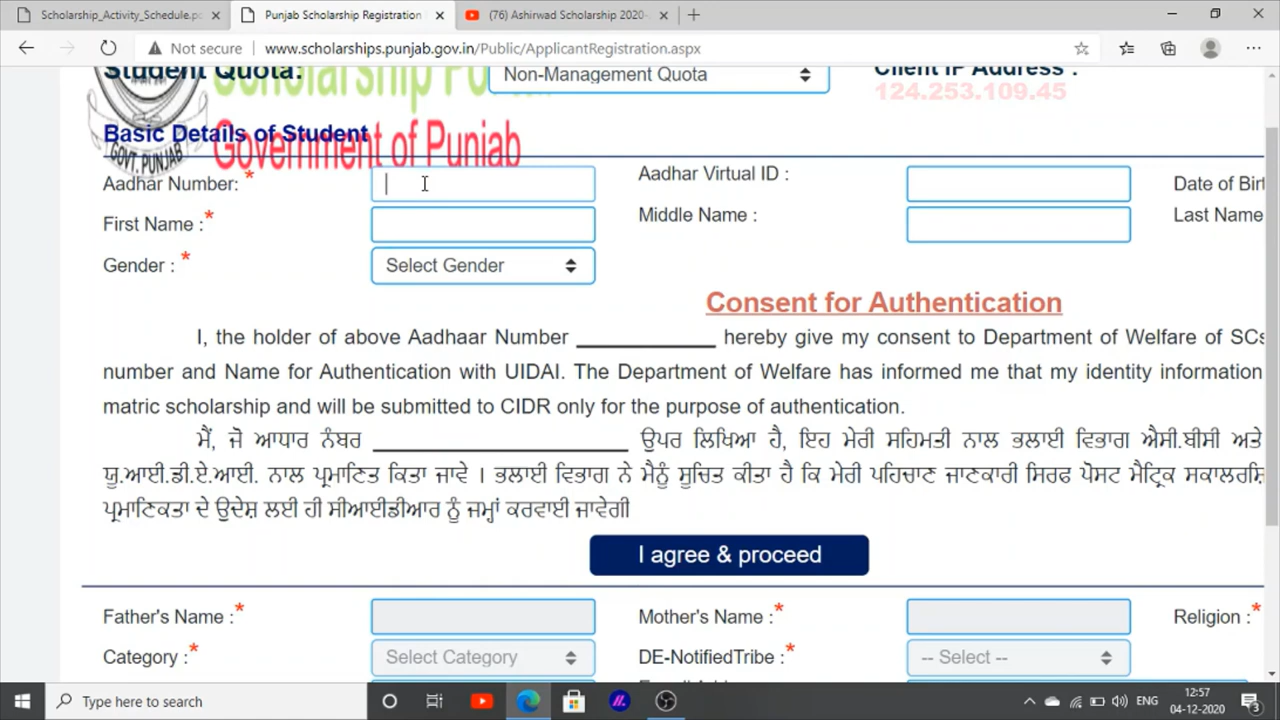 Scholarship_Activity_Schedule.pd
Punjab Scholarship Registration
(76) Ashirwad Scholarship 2020-
Not secure
www.scholarships.punjab.gov.in/Public/ApplicantRegistration.aspx
Student Quota:
Non-Management Quota
Client IP Address :
124.253.109.45
Basic Details of Student
Government of Punjab
GOVT. PUNJAB
Aadhar Number: *
Aadhar Virtual ID :
Date of Birt
First Name : *
Middle Name :
Last Name
Gender : *
Select Gender
Consent for Authentication
I, the holder of above Aadhaar Number ____________ hereby give my consent to Department of Welfare of SCs
number and Name for Authentication with UIDAI. The Department of Welfare has informed me that my identity information
matric scholarship and will be submitted to CIDR only for the purpose of authentication.
ਮੈਂ, ਜੋ ਆਧਾਰ ਨੰਬਰ ____________ ਉਪਰ ਲਿਖਿਆ ਹੈ, ਇਹ ਮੇਰੀ ਸਹਿਮਤੀ ਨਾਲ ਭਲਾਈ ਵਿਭਾਗ ਐਸੀ.ਬੀਸੀ ਅਤੇ
ਯੂ.ਆਈ.ਡੀ.ਏ.ਆਈ. ਨਾਲ ਪ੍ਰਮਾਣਿਤ ਕਿਤਾ ਜਾਵੇ । ਭਲਾਈ ਵਿਭਾਗ ਨੇ ਮੈਨੂੰ ਸੂਚਿਤ ਕੀਤਾ ਹੈ ਕਿ ਮੇਰੀ ਪਹਿਚਾਣ ਜਾਣਕਾਰੀ ਸਿਰਫ ਪੋਸਟ ਮੈਟ੍ਰਿਕ ਸਕਾਲਰਸ਼ਿ
ਪ੍ਰਮਾਣਿਕਤਾ ਦੇ ਉਦੇਸ਼ ਲਈ ਹੀ ਸੀਆਈਡੀਆਰ ਨੂੰ ਜਮ੍ਹਾਂ ਕਰਵਾਈ ਜਾਵੇਗੀ
I agree & proceed
Father's Name : *
Mother's Name : *
Religion : *
Category : *
Select Category
DE-NotifiedTribe : *
-- Select --
Type here to search
ENG
12:57
04-12-2020
3